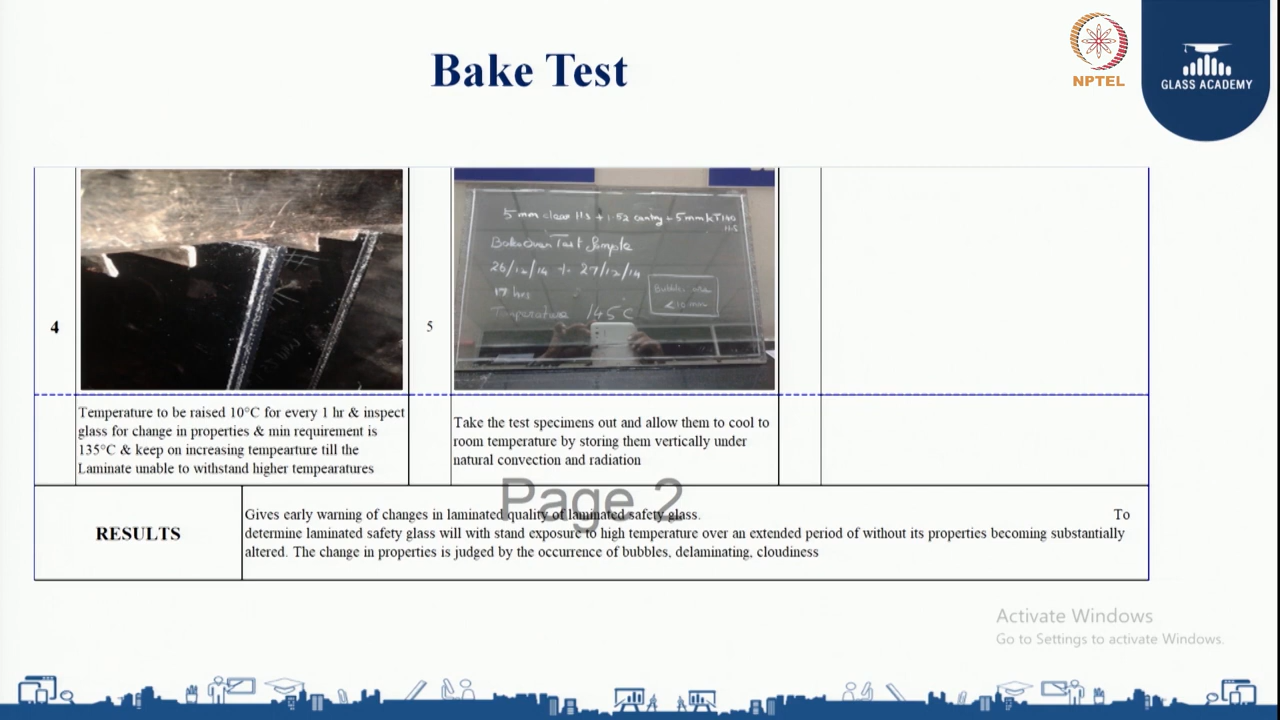 Bake Test
NPTEL
GLASS ACADEMY
4
5 mm clear HS + 1.52 + 5mm KT140
H.S
Bake Oven Test Sample
26/12/14 27/12/14
17 hrs
Temperature 145°C
Bubble
<10 mm
5
Temperature to be raised 10°C for every 1 hr & inspect
glass for change in properties & min requirement is
135°C & keep on increasing tempearture till the
Laminate unable to withstand higher tempearatures
Take the test specimens out and allow them to cool to
room temperature by storing them vertically under
natural convection and radiation
Page 2
RESULTS
Gives early warning of changes in laminated quality of laminated safety glass. To
determine laminated safety glass will with stand exposure to high temperature over an extended period of without its properties becoming substantially
altered. The change in properties is judged by the occurrence of bubbles, delaminating, cloudiness
Activate Windows
Go to Settings to activate Windows.